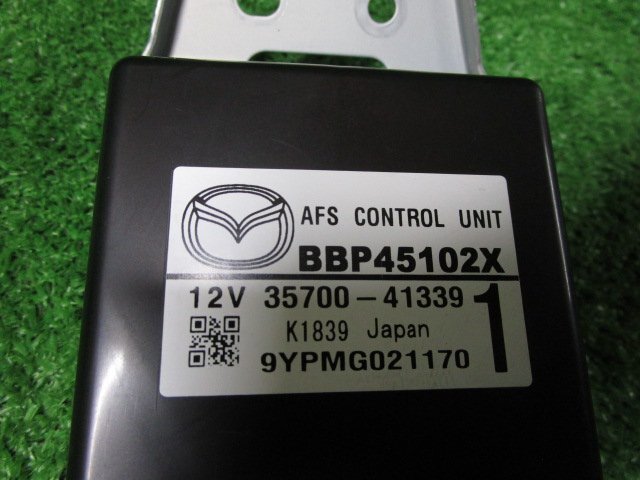 AFS CONTROL UNIT
BBP45102X
12V 35700-41339 1
K1839 Japan
9YPMG021170